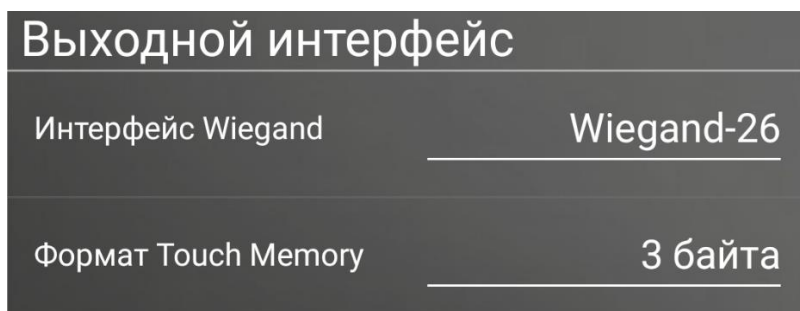 Выходной интерфейс
Интерфейс Wiegand Wiegand-26
Формат Touch Memory 3 байта